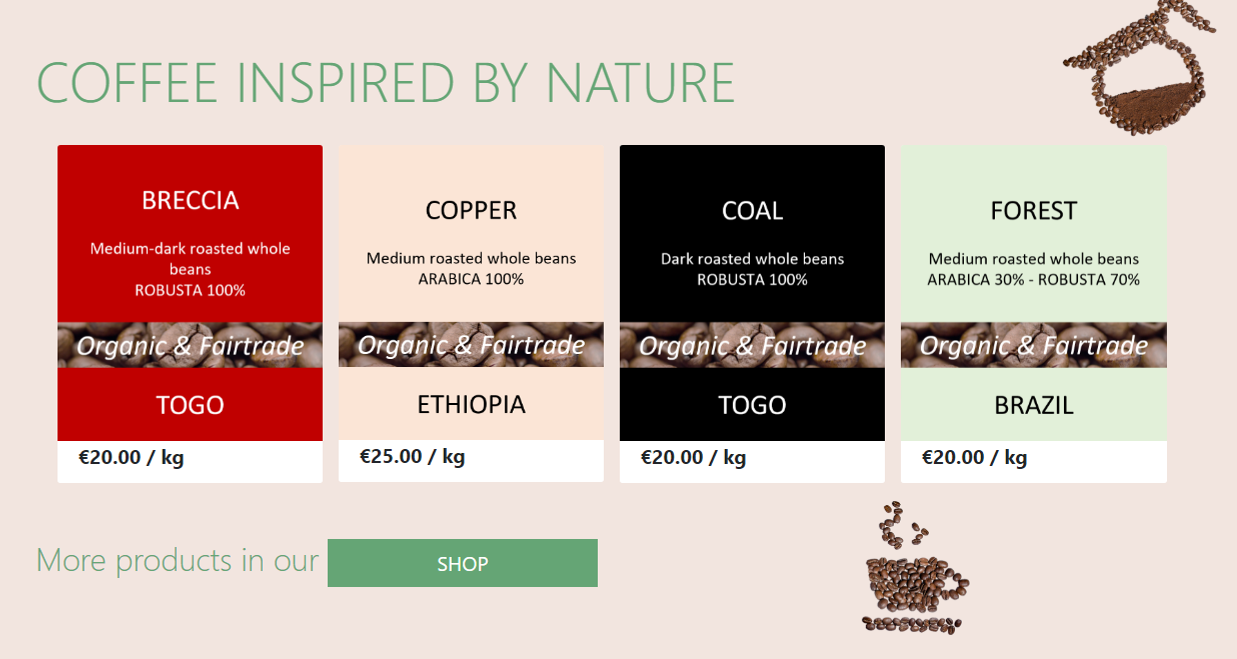 COFFEE INSPIRED BY NATURE
BRECCIA
Medium-dark roasted whole
beans
ROBUSTA 100%
Organic & Fairtrade
TOGO
€20.00 / kg
COPPER
Medium roasted whole beans
ARABICA 100%
Organic & Fairtrade
ETHIOPIA
€25.00 / kg
COAL
Dark roasted whole beans
ROBUSTA 100%
Organic & Fairtrade
TOGO
€20.00 / kg
FOREST
Medium roasted whole beans
ARABICA 30% - ROBUSTA 70%
Organic & Fairtrade
BRAZIL
€20.00 / kg
More products in our
SHOP